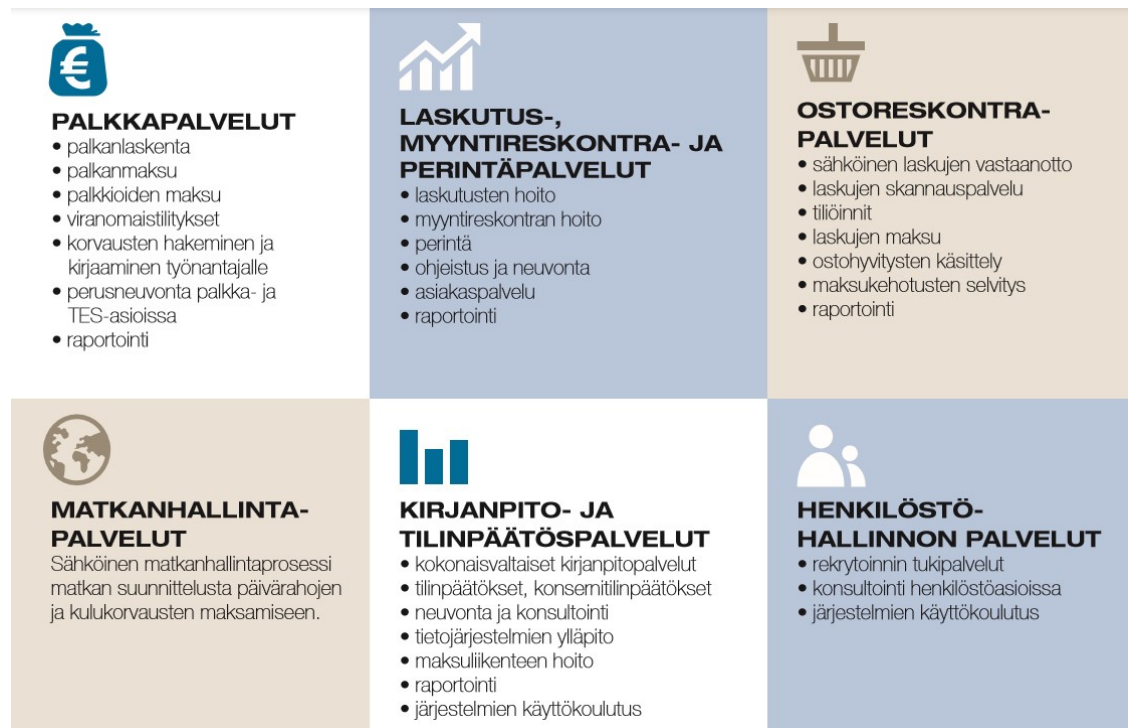 €
PALKKAPALVELUT
• palkanlaskenta
• palkanmaksu
• palkkioiden maksu
• viranomaistilitykset
• korvausten hakeminen ja
kirjaaminen työnantajalle
• perusneuvonta palkka- ja
TES-asioissa
• raportointi
LASKUTUS-,
MYYNTIRESKONTRA- JA
PERINTÄPALVELUT
• laskutusten hoito
• myyntireskontran hoito
• perintä
• ohjeistus ja neuvonta
• asiakaspalvelu
• raportointi
OSTORESKONTRA-
PALVELUT
• sähköinen laskujen vastaanotto
• laskujen skannauspalvelu
• tiliöinnit
• laskujen maksu
• ostohyvitysten käsittely
• maksukehotusten selvitys
• raportointi
MATKANHALLINTA-
PALVELUT
Sähköinen matkanhallintaprosessi
matkan suunnittelusta päivärahojen
ja kulukorvausten maksamiseen.
KIRJANPITO- JA
TILINPÄÄTÖSPALVELUT
• kokonaisvaltaiset kirjanpitopalvelut
• tilinpäätökset, konsernitilinpäätökset
• neuvonta ja konsultointi
• tietojärjestelmien ylläpito
• maksuliikenteen hoito
• raportointi
• järjestelmien käyttökoulutus
HENKILÖSTÖ-
HALLINNON PALVELUT
• rekrytoinnin tukipalvelut
• konsultointi henkilöstöasioissa
• järjestelmien käyttökoulutus